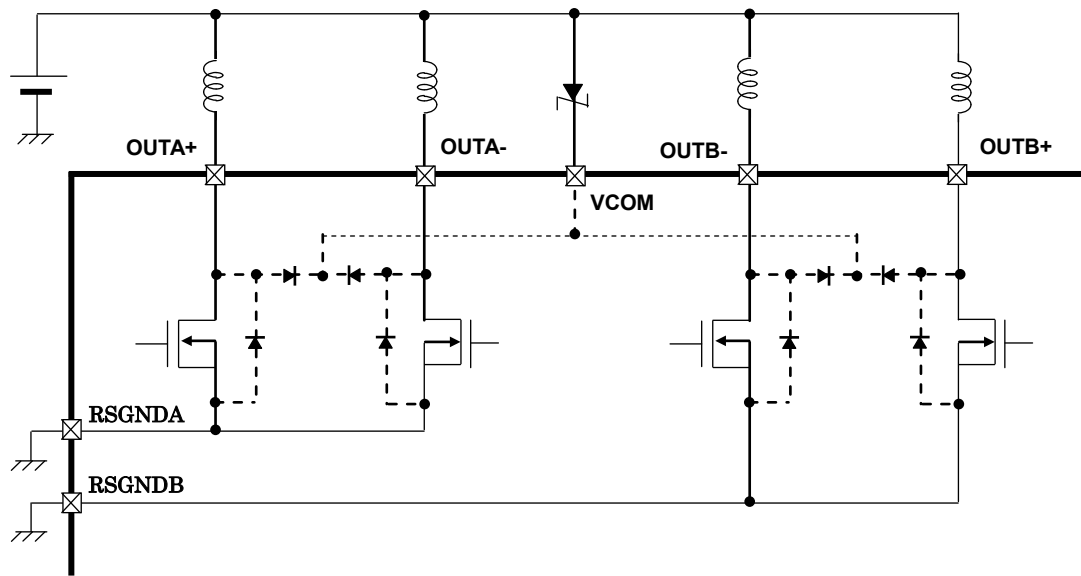 OUTA+
OUTA-
OUTB-
OUTB+
VCOM
RSGNDA
RSGNDB